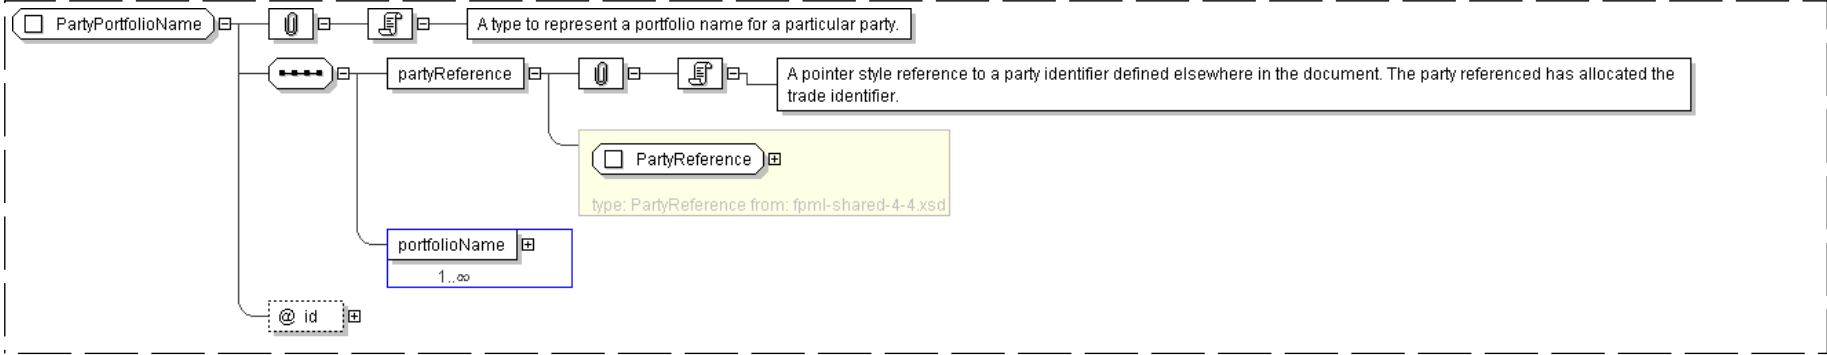 PartyPortfolioName
A type to represent a portfolio name for a particular party.
partyReference
A pointer style reference to a party identifier defined elsewhere in the document. The party referenced has allocated the
trade identifier.
PartyReference
type: PartyReference from: fpml-shared-4-4.xsd
portfolioName
1..∞
@ id